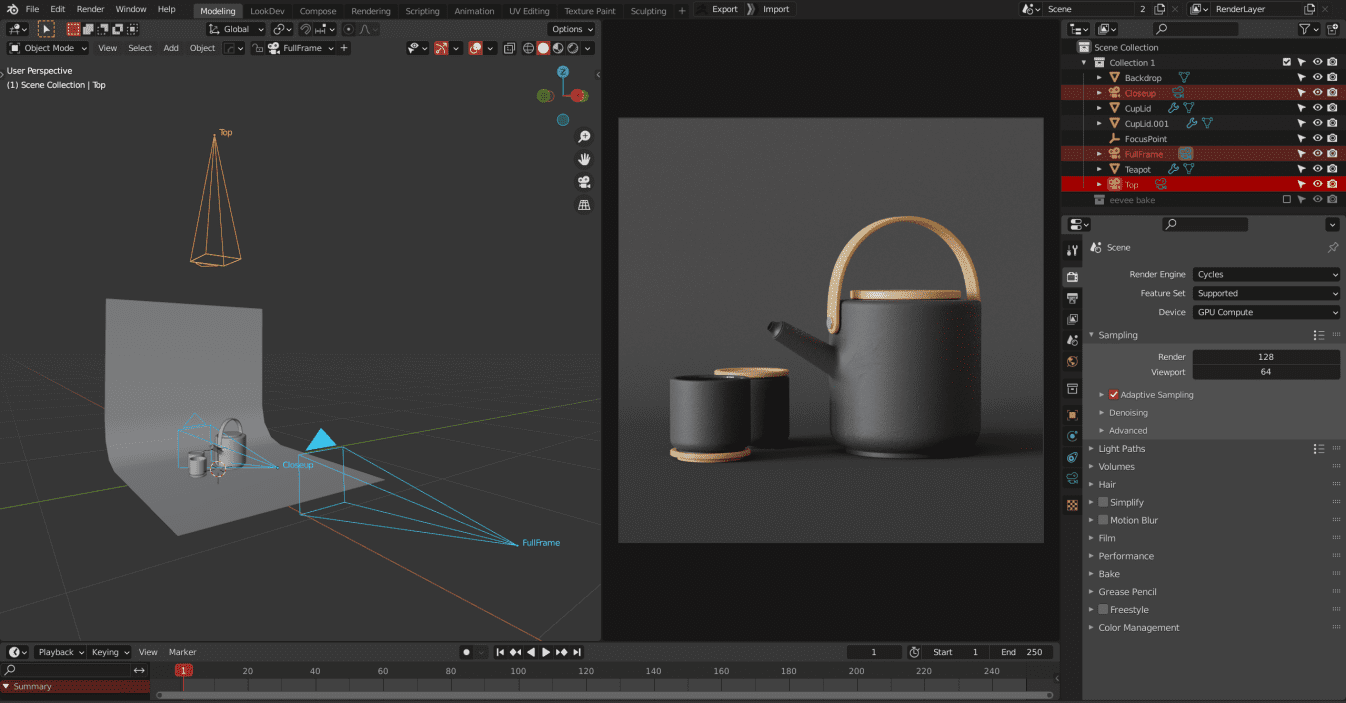 File Edit Render Window Help Modeling LookDev Compose Rendering Scripting Animation UV Editing Texture Paint Sculpting + Export Import Scene 2 RenderLayer
Global Options
Object Mode View Select Add Object FullFrame +
User Perspective
(1) Scene Collection | Top
Z
Top
Closeup
FullFrame
Scene Collection
Collection 1
Backdrop
Closeup
CupLid
CupLid.001
FocusPoint
FullFrame
Teapot
Top
eevee bake
Scene
Render Engine Cycles
Feature Set Supported
Device GPU Compute
Sampling
Render 128
Viewport 64
Adaptive Sampling
Denoising
Advanced
Light Paths
Volumes
Hair
Simplify
Motion Blur
Film
Performance
Bake
Grease Pencil
Freestyle
Color Management
Playback Keying View Marker 1 Start 1 End 250
1 20 40 60 80 100 120 140 160 180 200 220 240
Summary